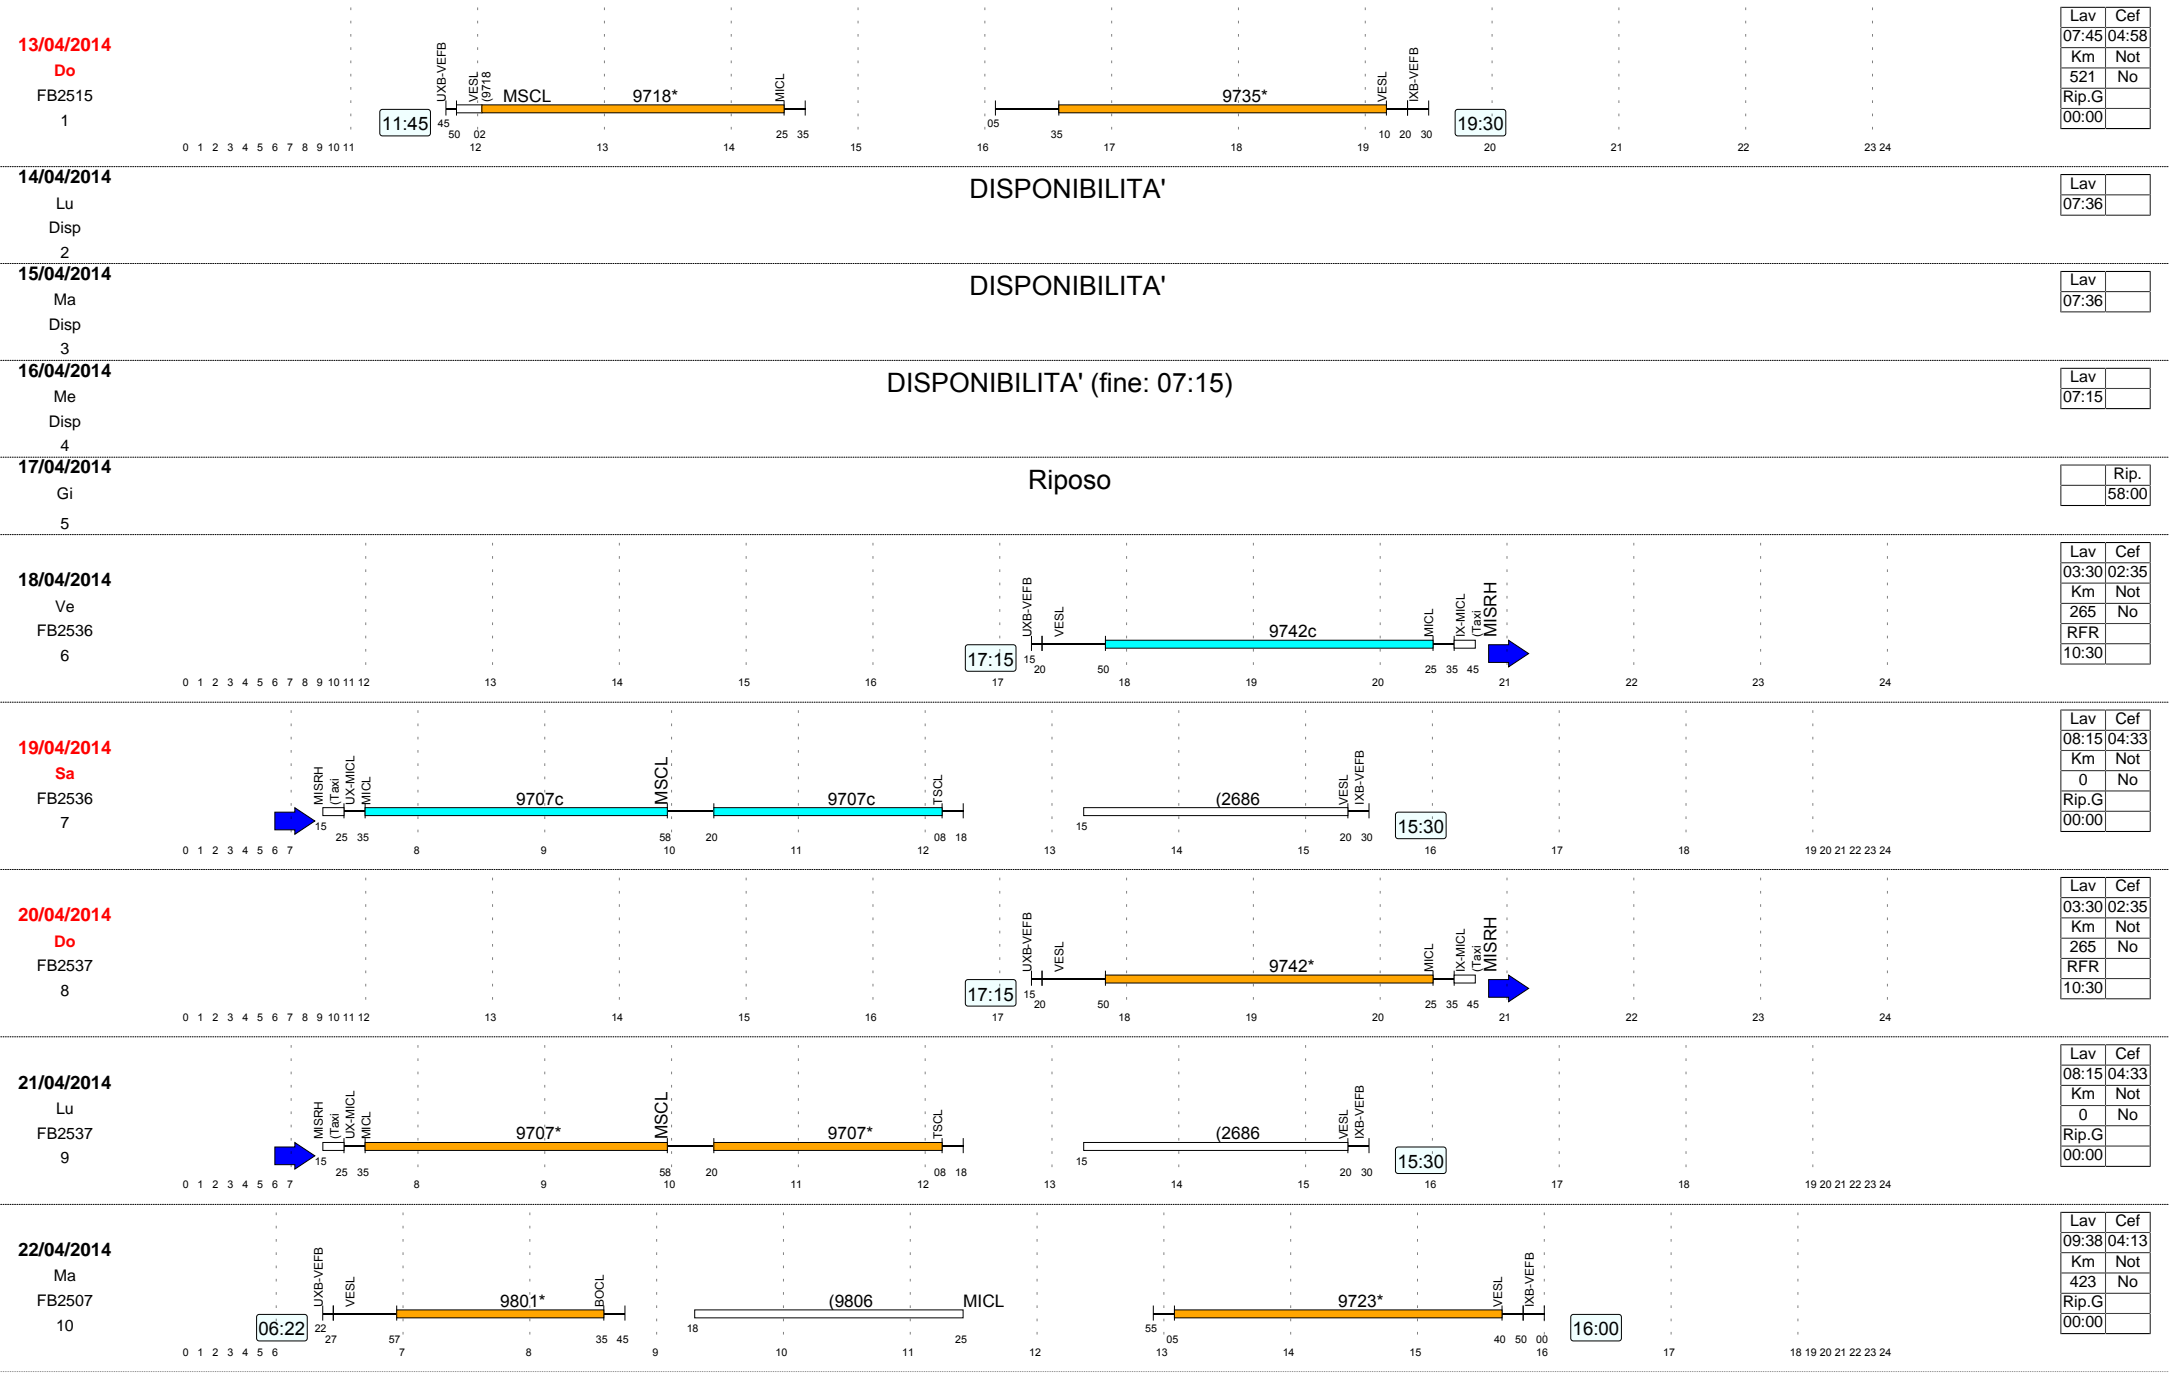 13/04/2014
Do
FB2515
1
11:45
UXB-VEFB
VESL
(9718
MSCL
9718*
MICL
9735*
VESL
IXB-VEFB
19:30
45 50 02 25 35 05 35 10 20 30
0 1 2 3 4 5 6 7 8 9 10 11 12 13 14 15 16 17 18 19 20 21 22 23 24
Lav Cef
07:45 04:58
Km Not
521 No
Rip.G
00:00
14/04/2014
Lu
Disp
2
DISPONIBILITA'
Lav
07:36
15/04/2014
Ma
Disp
3
DISPONIBILITA'
Lav
07:36
16/04/2014
Me
Disp
4
DISPONIBILITA' (fine: 07:15)
Lav
07:15
17/04/2014
Gi
5
Riposo
Rip.
58:00
18/04/2014
Ve
FB2536
6
17:15
UXB-VEFB
VESL
9742c
MICL
IX-MICL
(Taxi
MISRH
15 20 50 25 35 45
0 1 2 3 4 5 6 7 8 9 10 11 12 13 14 15 16 17 18 19 20 21 22 23 24
Lav Cef
03:30 02:35
Km Not
265 No
RFR
10:30
19/04/2014
Sa
FB2536
7
MISRH
(Taxi
UX-MICL
MICL
9707c
MSCL
9707c
TSCL
(2686
VESL
IXB-VEFB
15:30
15 25 35 58 20 08 18 15 20 30
0 1 2 3 4 5 6 7 8 9 10 11 12 13 14 15 16 17 18 19 20 21 22 23 24
Lav Cef
08:15 04:33
Km Not
0 No
Rip.G
00:00
20/04/2014
Do
FB2537
8
17:15
UXB-VEFB
VESL
9742*
MICL
IX-MICL
(Taxi
MISRH
15 20 50 25 35 45
0 1 2 3 4 5 6 7 8 9 10 11 12 13 14 15 16 17 18 19 20 21 22 23 24
Lav Cef
03:30 02:35
Km Not
265 No
RFR
10:30
21/04/2014
Lu
FB2537
9
MISRH
(Taxi
UX-MICL
MICL
9707*
MSCL
9707*
TSCL
(2686
VESL
IXB-VEFB
15:30
15 25 35 58 20 08 18 15 20 30
0 1 2 3 4 5 6 7 8 9 10 11 12 13 14 15 16 17 18 19 20 21 22 23 24
Lav Cef
08:15 04:33
Km Not
0 No
Rip.G
00:00
22/04/2014
Ma
FB2507
10
06:22
UXB-VEFB
VESL
9801*
BOCL
(9806
MICL
9723*
VESL
IXB-VEFB
16:00
22 27 57 35 45 18 25 55 05 40 50 00
0 1 2 3 4 5 6 7 8 9 10 11 12 13 14 15 16 17 18 19 20 21 22 23 24
Lav Cef
09:38 04:13
Km Not
423 No
Rip.G
00:00